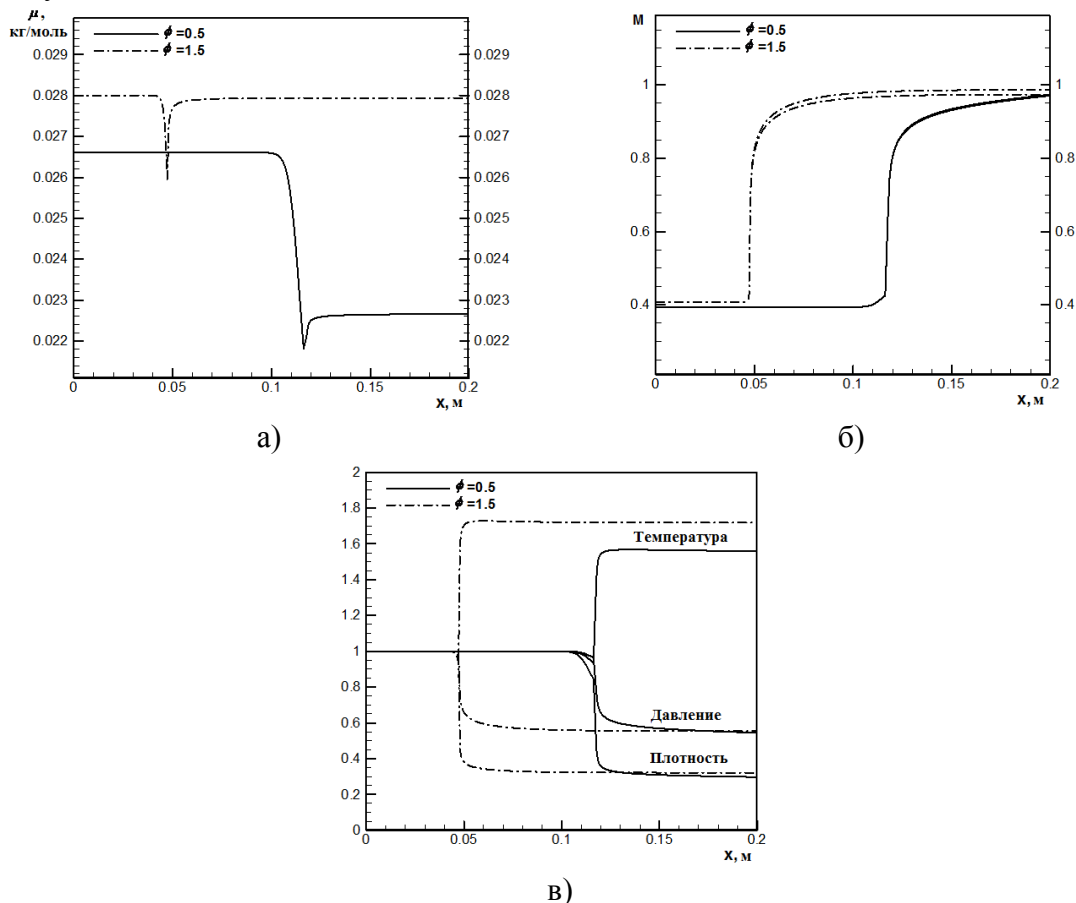 μ,
кг/моль
ϕ=0.5
ϕ=1.5
0.029
0.028
0.027
0.026
0.025
0.024
0.023
0.022
0.029
0.028
0.027
0.026
0.025
0.024
0.023
0.022
0
0.05
0.1
0.15
0.2
x, м
а)
М
ϕ=0.5
ϕ=1.5
1
0.8
0.6
0.4
1
0.8
0.6
0.4
0
0.05
0.1
0.15
0.2
x, м
б)
ϕ=0.5
ϕ=1.5
2
1.8
1.6
1.4
1.2
1
0.8
0.6
0.4
0.2
0
Температура
Давление
Плотность
0
0.05
0.1
0.15
0.2
x, м
в)